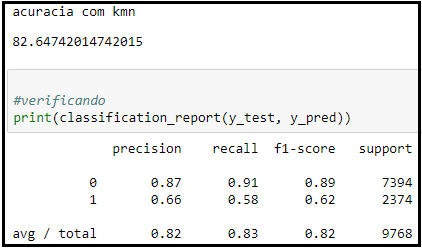 acuracia com kmn
82.64742014742015
#verificando
print(classification_report(y_test, y_pred))
precision recall f1-score support
0 0.87 0.91 0.89 7394
1 0.66 0.58 0.62 2374
avg / total 0.82 0.83 0.82 9768